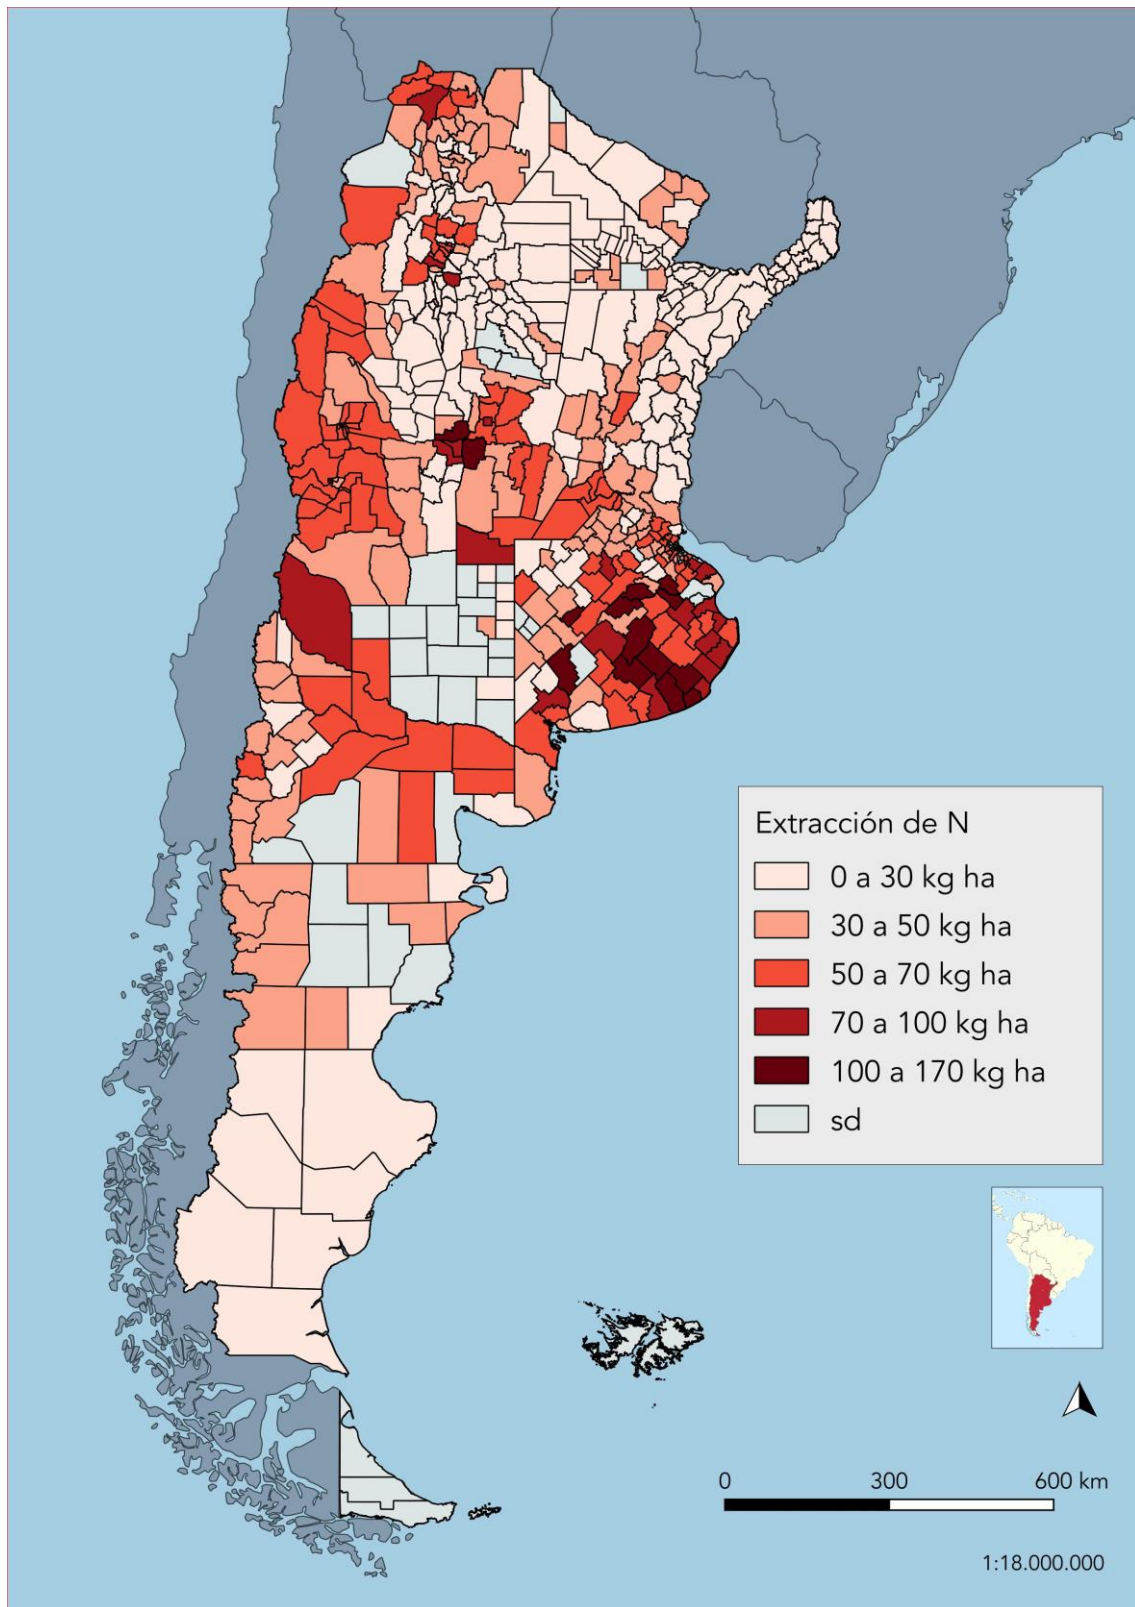 Extracción de N
0 a 30 kg ha
30 a 50 kg ha
50 a 70 kg ha
70 a 100 kg ha
100 a 170 kg ha
sd
0 300 600 km
1:18.000.000